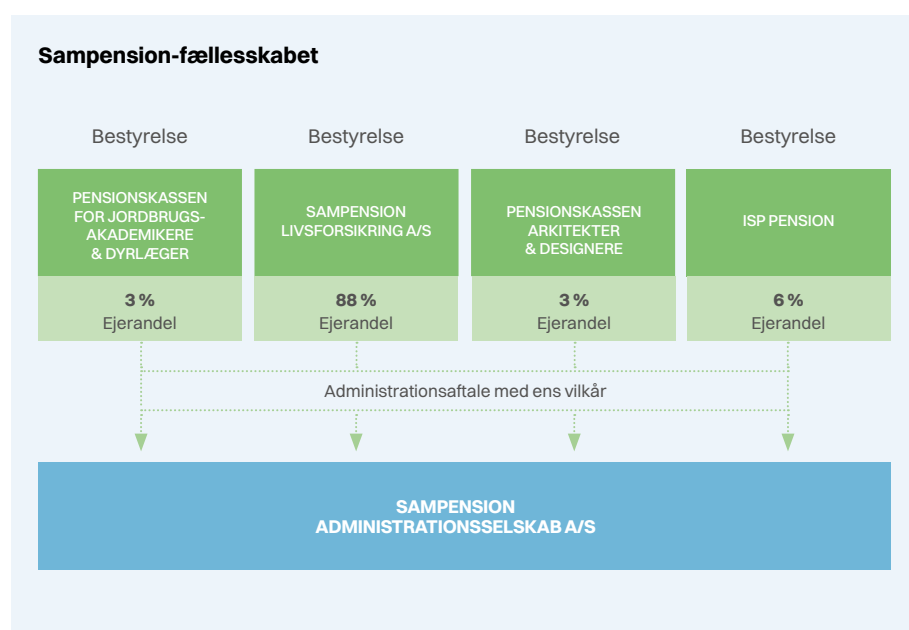 Sampension-fællesskabet
Bestyrelse
Bestyrelse
Bestyrelse
Bestyrelse
PENSIONSKASSEN
FOR JORDBRUGS-
AKADEMIKERE
& DYRLÆGER
3 %
Ejerandel
SAMPENSION
LIVSFORSIKRING A/S
88 %
Ejerandel
PENSIONSKASSEN
ARKITEKTER
& DESIGNERE
3 %
Ejerandel
ISP PENSION
6 %
Ejerandel
Administrationsaftale med ens vilkår
SAMPENSION
ADMINISTRATIONSSELSKAB A/S